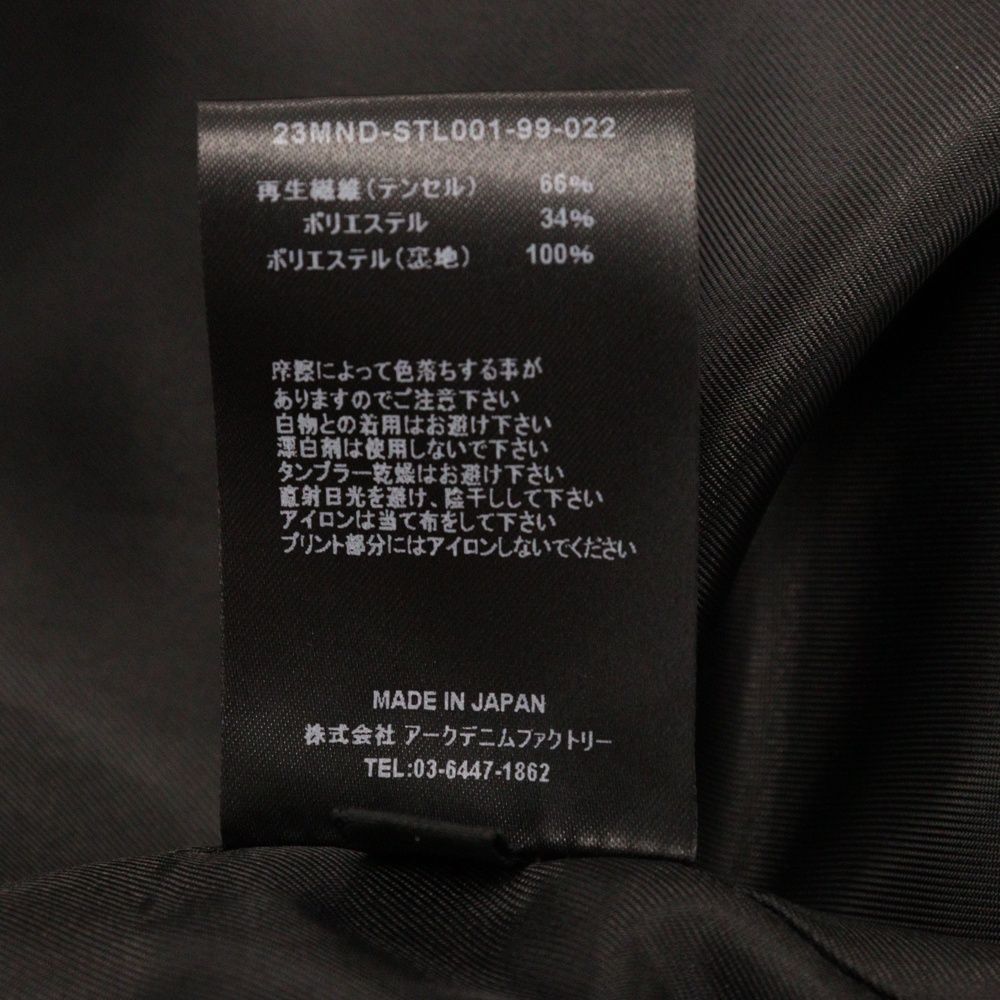 23MND-STL001-99-022
再生繊維(テンセル) 66%
ポリエステル 34%
ポリエステル(裏地) 100%
摩擦によって色落ちする事が
ありますのでご注意下さい
白物との着用はお避け下さい
漂白剤は使用しないで下さい
タンブラー乾燥はお避け下さい
直射日光を避け、陰干しして下さい
アイロンは当て布をして下さい
プリント部分にはアイロンしないでください
MADE IN JAPAN
株式会社 アークデニムファクトリー
TEL:03-6447-1862